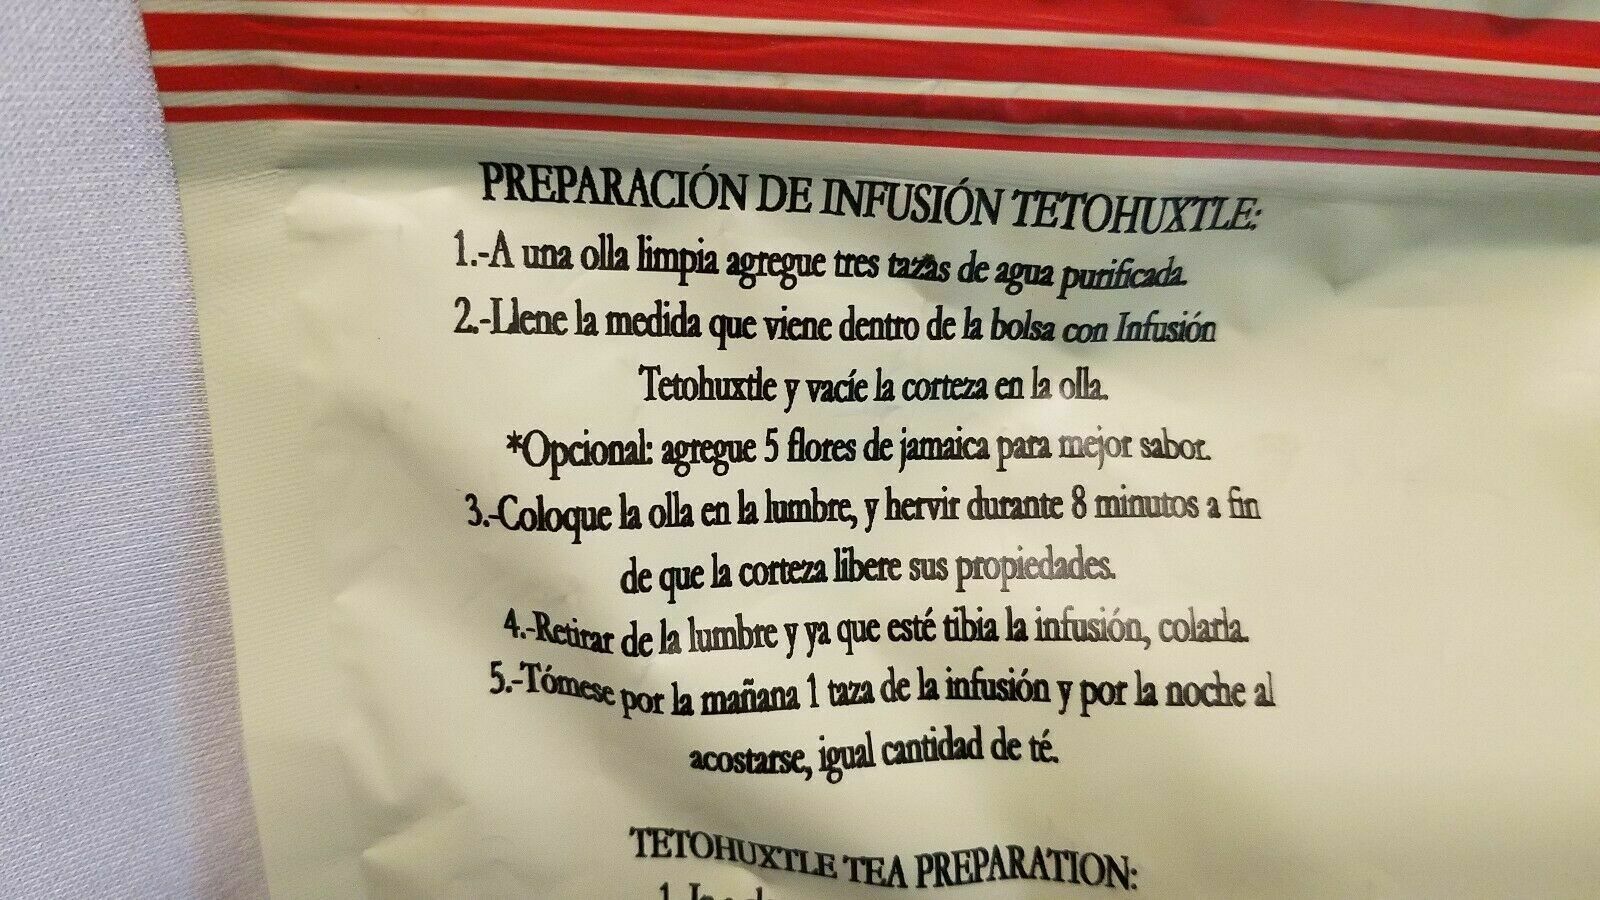 PREPARACIÓN DE INFUSIÓN TETOHUXTLE:
1.-A una olla limpia agregue tres tazas de agua purificada.
2.-Llene la medida que viene dentro de la bolsa con Infusión
Tetohuxtle y vacíe la corteza en la olla.
*Opcional: agregue 5 flores de jamaica para mejor sabor.
3.-Coloque la olla en la lumbre, y hervir durante 8 minutos a fin
de que la corteza libere sus propiedades.
4.-Retirar de la lumbre y ya que esté tibia la infusión, colarla.
5.-Tómese por la mañana 1 taza de la infusión y por la noche al
acostarse, igual cantidad de té.
TETOHUXTLE TEA PREPARATION: